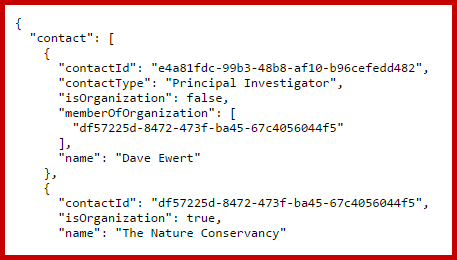 {
  "contact": [
    {
      "contactId": "e4a81fdc-99b3-48b8-af10-b96cefedd482",
      "contactType": "Principal Investigator",
      "isOrganization": false,
      "memberOfOrganization": [
        "df57225d-8472-473f-ba45-67c4056044f5"
      ],
      "name": "Dave Ewert"
    },
    {
      "contactId": "df57225d-8472-473f-ba45-67c4056044f5",
      "isOrganization": true,
      "name": "The Nature Conservancy"